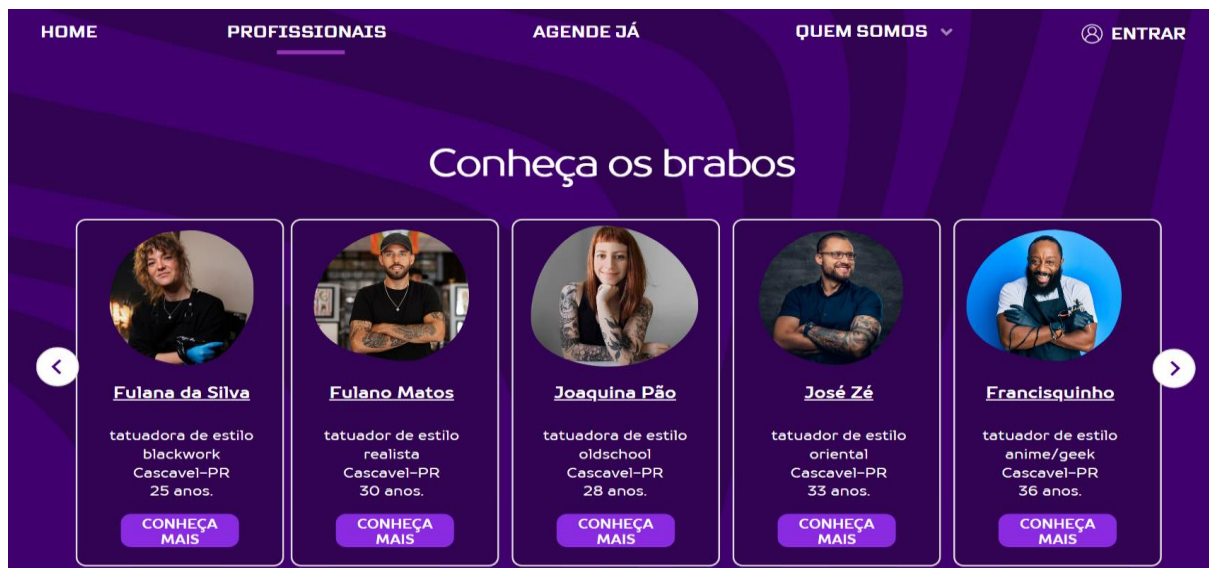 HOME PROFISSIONAIS AGENDE JÁ QUEM SOMOS ENTRAR
Conheça os brabos
Fulana da Silva
tatuadora de estilo
blackwork
Cascavel-PR
25 anos.
CONHEÇA
MAIS
Fulano Matos
tatuador de estilo
realista
Cascavel-PR
30 anos.
CONHEÇA
MAIS
Joaquina Pão
tatuadora de estilo
oldschool
Cascavel-PR
28 anos.
CONHEÇA
MAIS
José Zé
tatuador de estilo
oriental
Cascavel-PR
33 anos.
CONHEÇA
MAIS
Francisquinho
tatuador de estilo
anime/geek
Cascavel-PR
36 anos.
CONHEÇA
MAIS